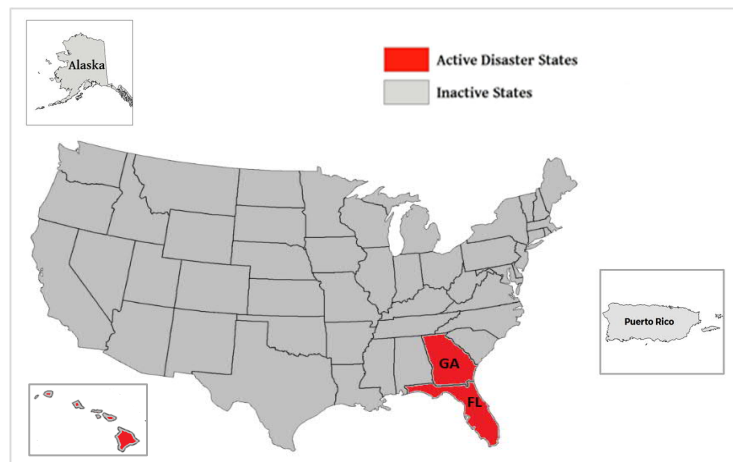 Alaska
Active Disaster States
Inactive States
Puerto Rico
GA
FL